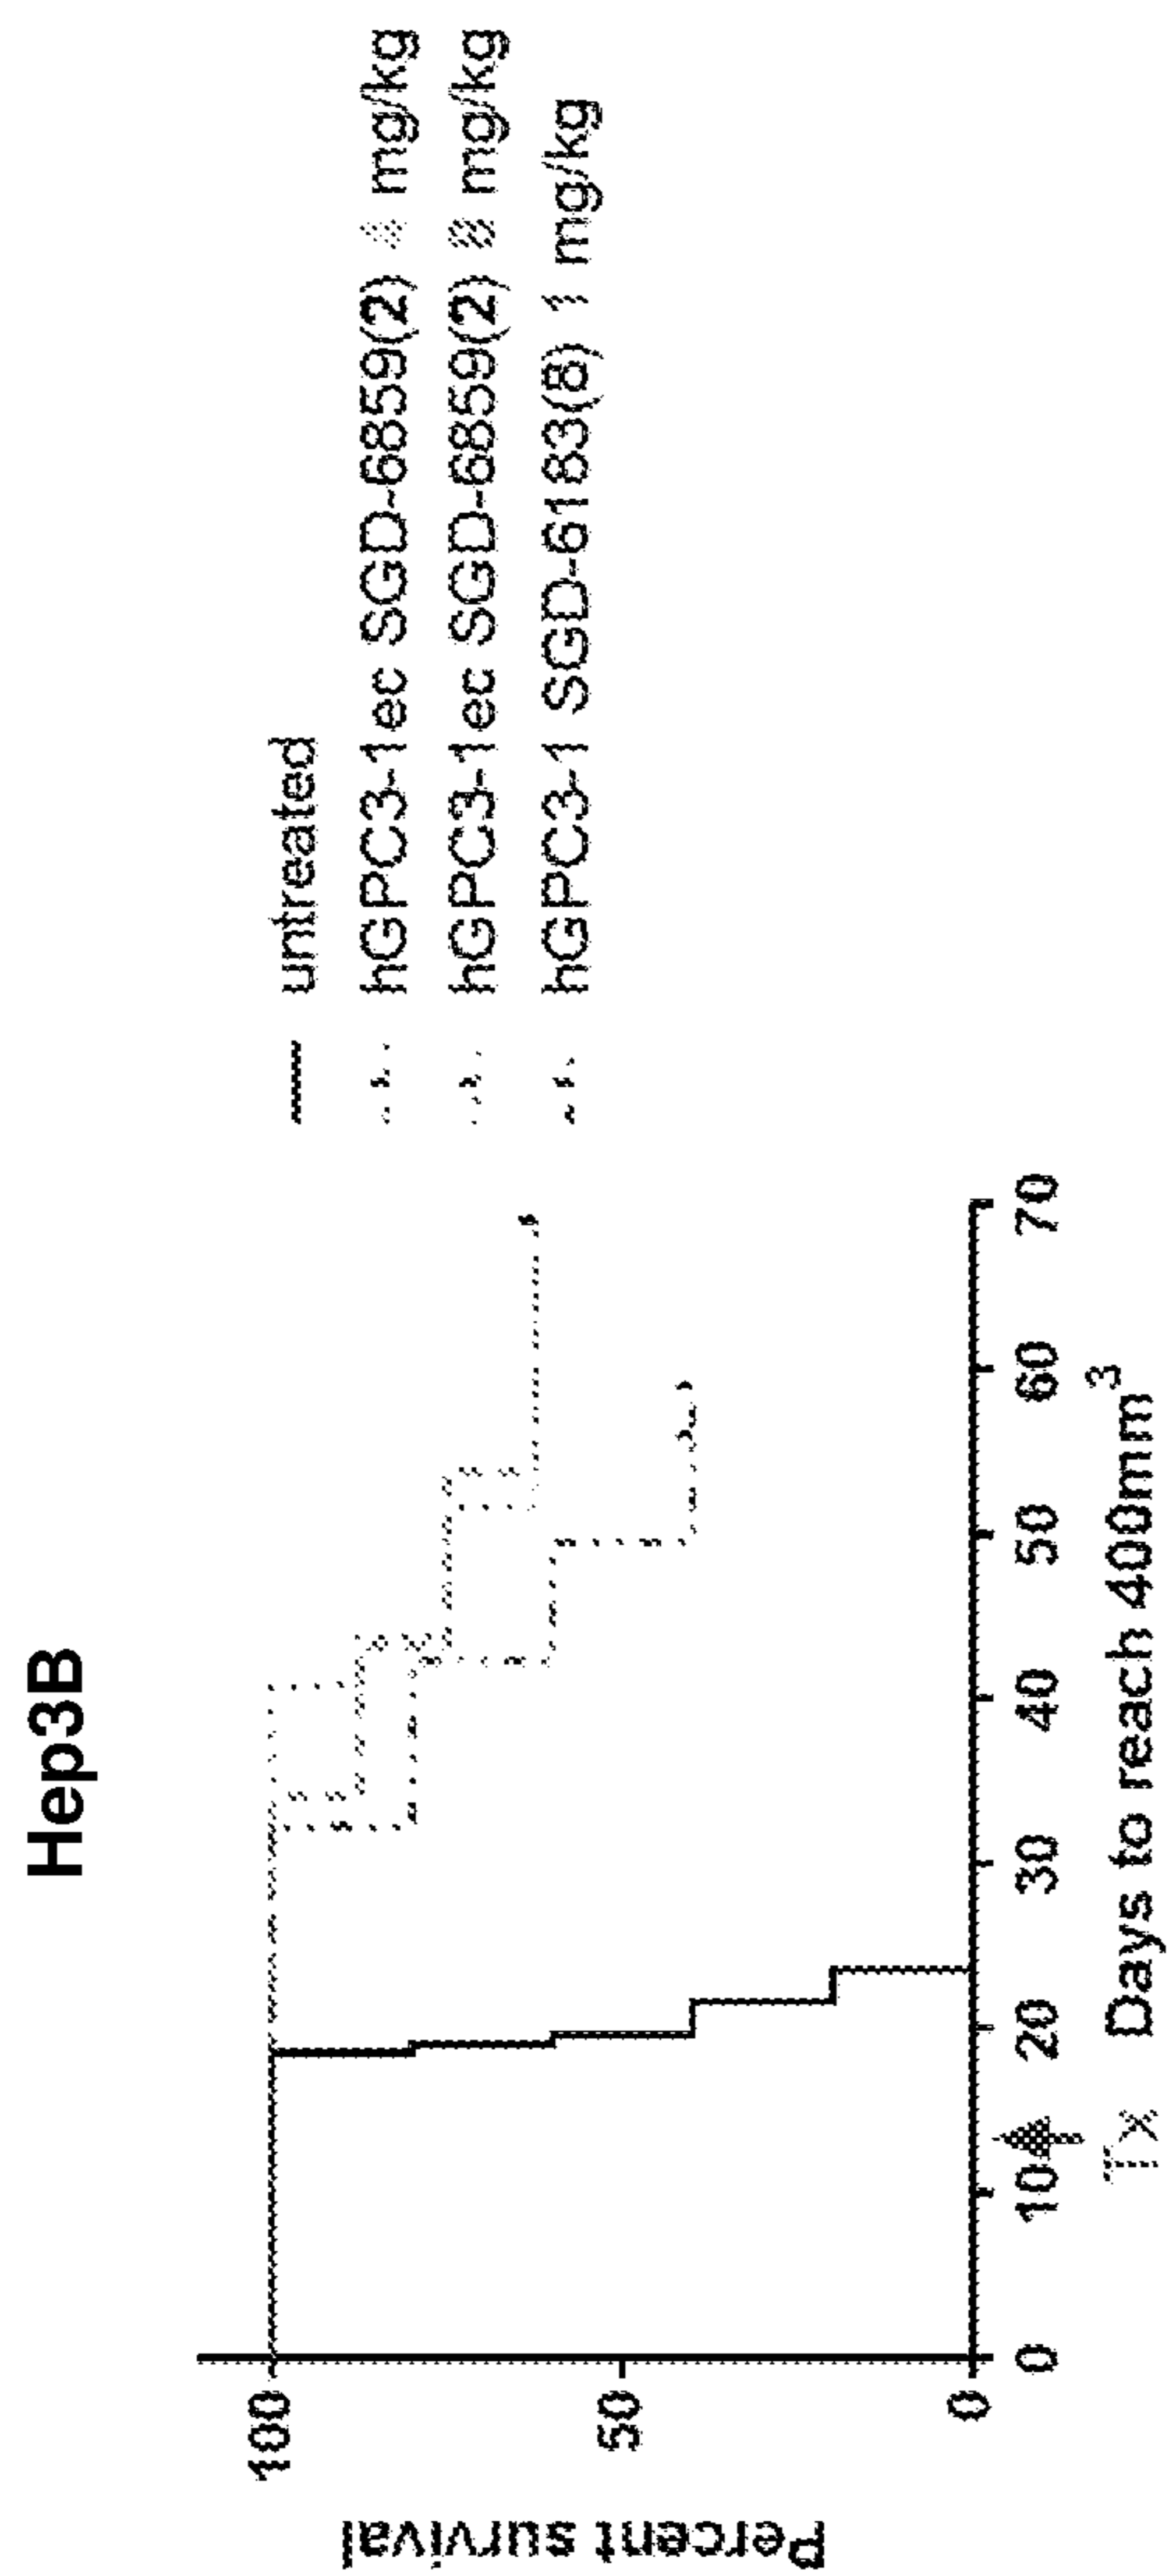 Hep3B
Percent survival
100
50
0
0
10
20
30
40
50
60
70
Tx
Days to reach 400mm³
untreated
hGPC3-1ec SGD-6859(2) 4 mg/kg
hGPC3-1ec SGD-6859(2) mg/kg
hGPC3-1 SGD-6183(8) 1 mg/kg